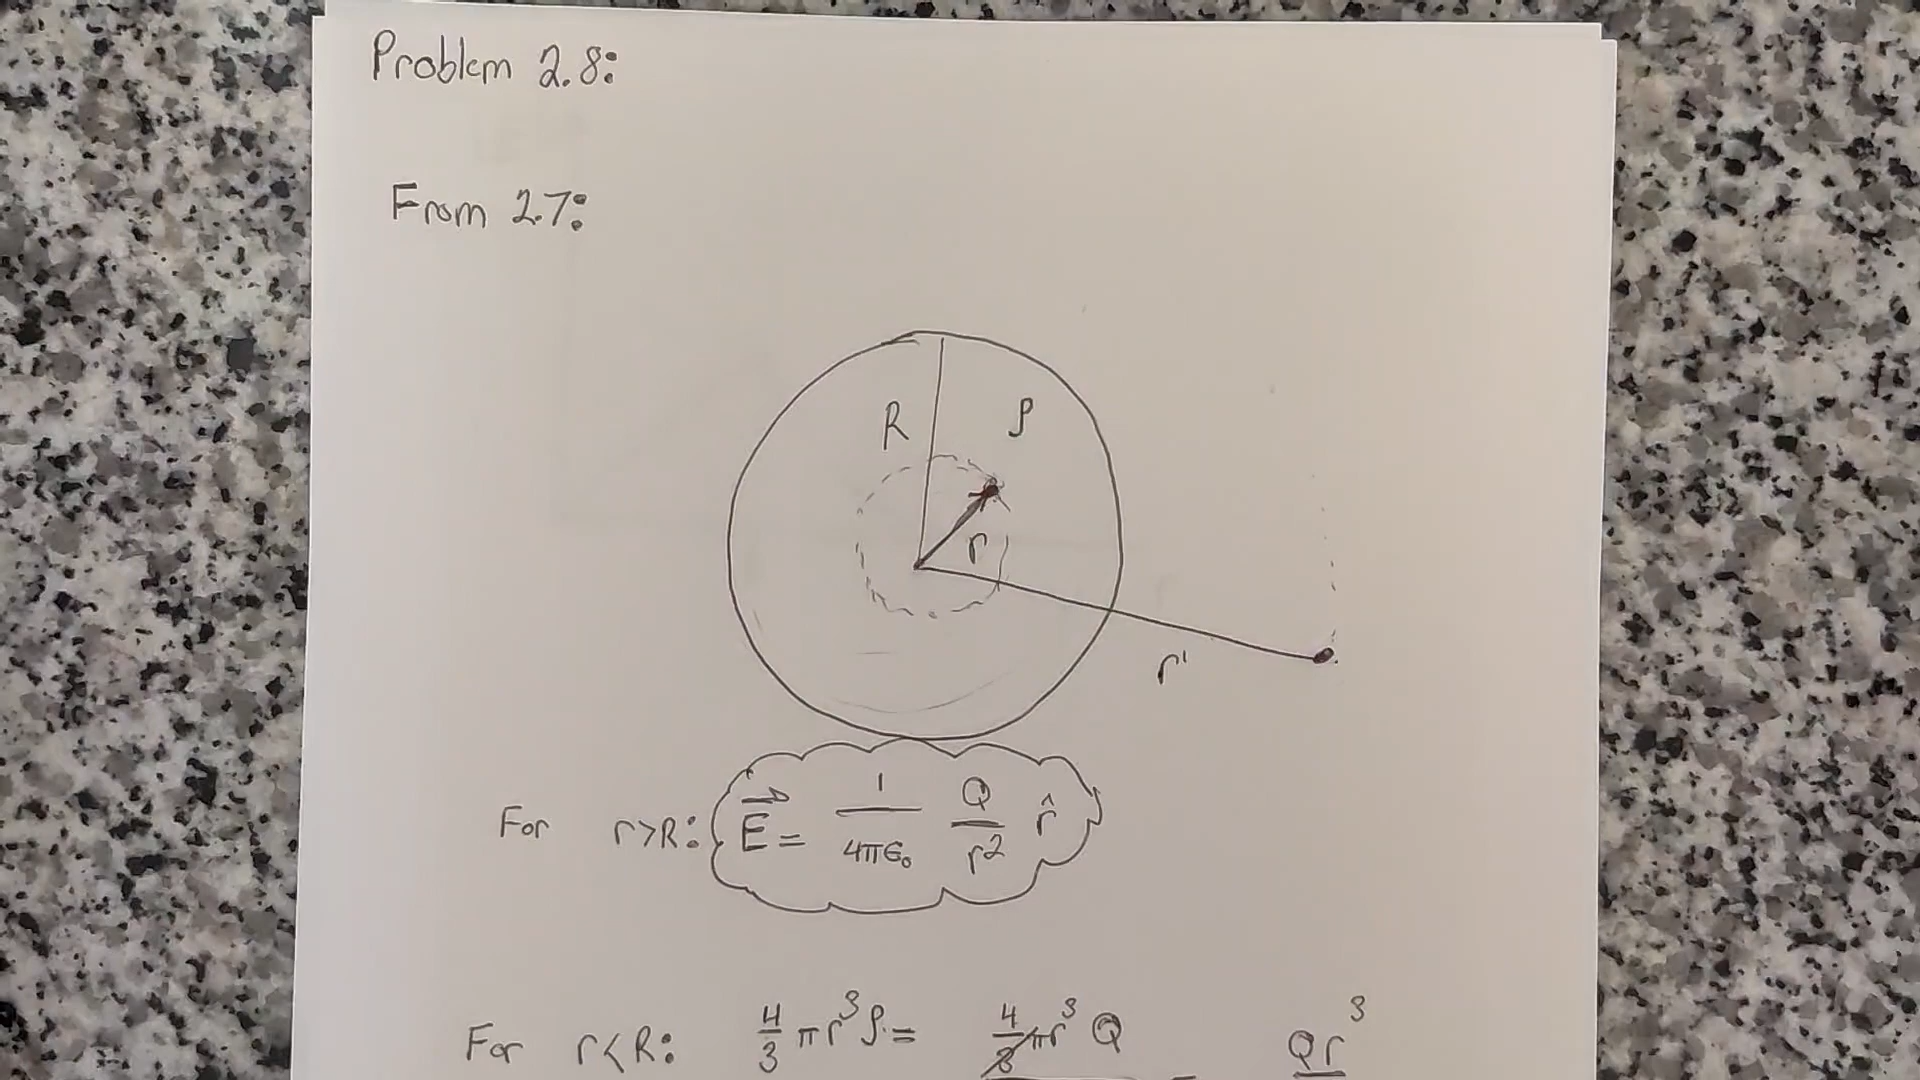 Problem 2.8:
From 2.7:
R ρ
r
r'
For r>R: E⃗ = 1/4πε₀ Q/r² r̂
For r<R: 4/3 πr³ρ = 4/3 πr³ Q Qr³